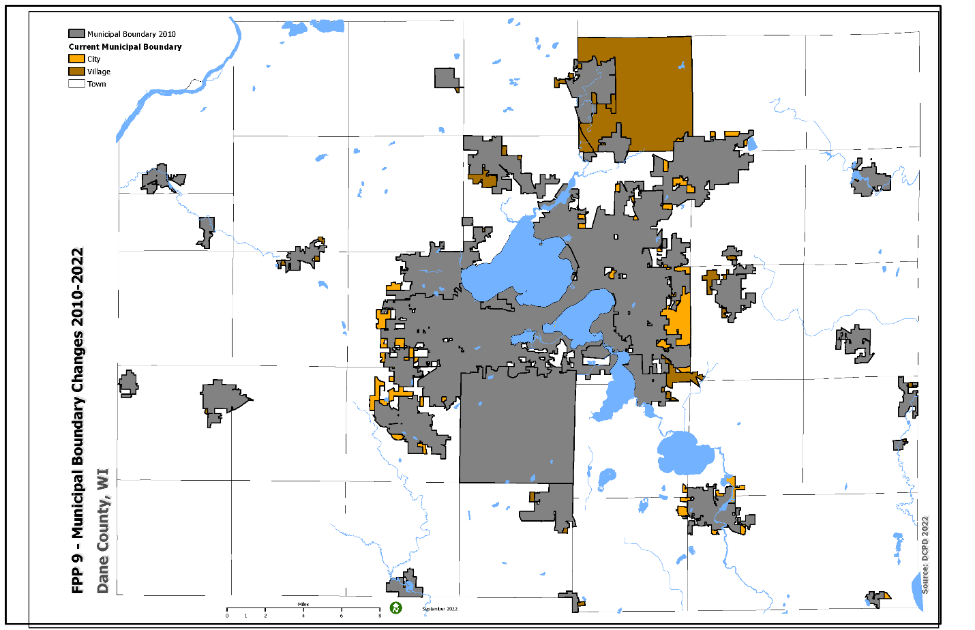 Municipal Boundary 2010
Current Municipal Boundary
City
Village
Town
FPP 9 - Municipal Boundary Changes 2010-2022
Dane County, WI
Miles
0 1 2 4 6 8
September 2022
Source: DCPD 2022